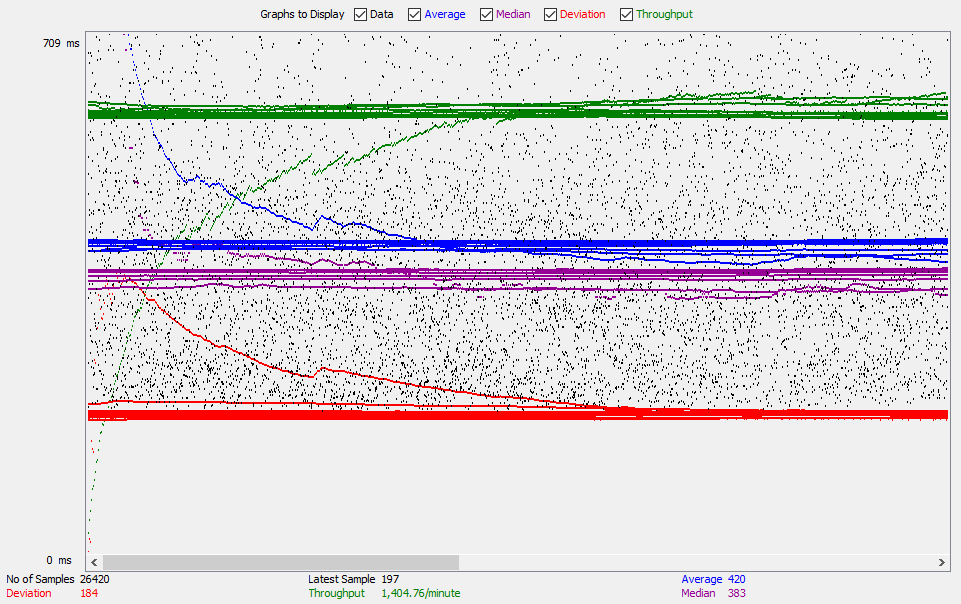 Graphs to Display Data Average Median Deviation Throughput
709 ms
0 ms
No of Samples 26420 Latest Sample 197 Average 420
Deviation 184 Throughput 1,404.76/minute Median 383